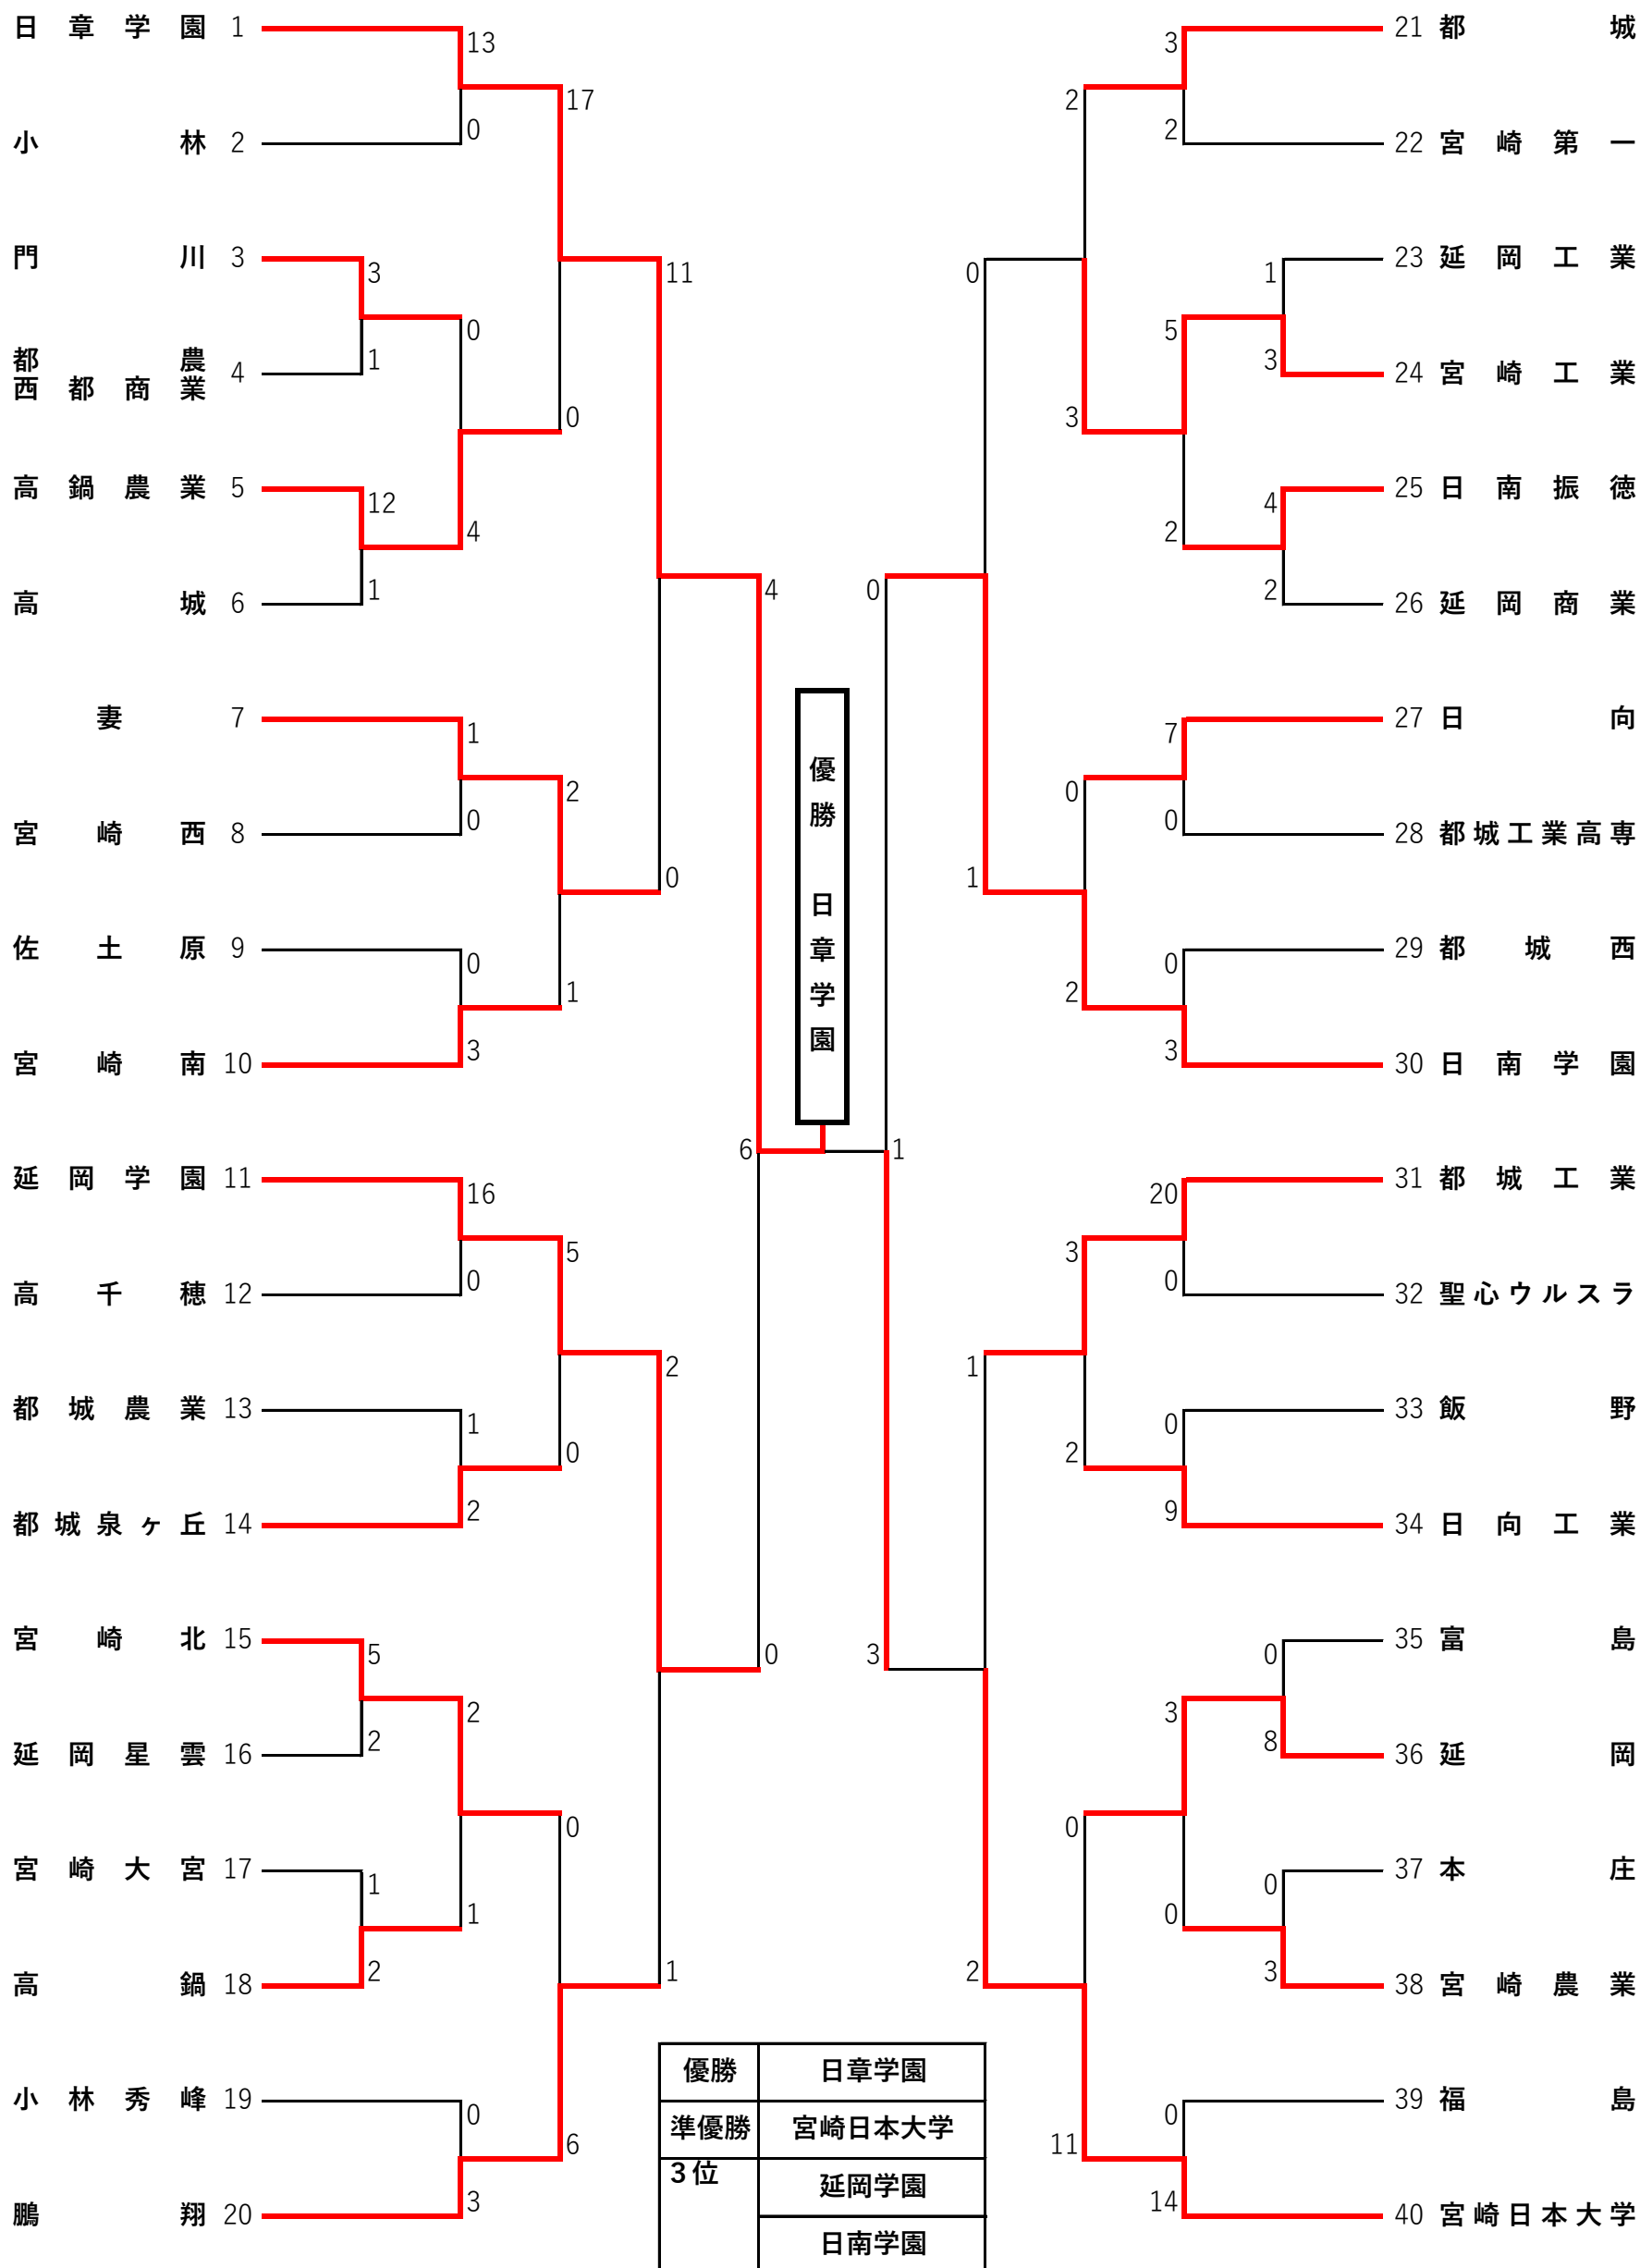 日章学園 1
小林 2
門川 3
都農
西都商業 4
高鍋農業 5
高城 6
妻 7
宮崎西 8
佐土原 9
宮崎南 10
延岡学園 11
高千穂 12
都城農業 13
都城泉ヶ丘 14
宮崎北 15
延岡星雲 16
宮崎大宮 17
高鍋 18
小林秀峰 19
鵬翔 20
3
1
12
1
5
2
1
2
13
0
0
4
1
0
0
3
16
0
1
2
2
1
0
3
17
0
2
1
5
0
0
6
11
0
2
1
4
0
6
優勝 日章学園
1
0
3
0
1
1
2
2
3
0
2
3
2
0
11
3
2
5
2
7
0
0
3
20
0
0
9
3
0
0
14
1
3
4
2
0
8
0
3
21 都城
22 宮崎第一
23 延岡工業
24 宮崎工業
25 日南振徳
26 延岡商業
27 日向
28 都城工業高専
29 都城西
30 日南学園
31 都城工業
32 聖心ウルスラ
33 飯野
34 日向工業
35 富島
36 延岡
37 本庄
38 宮崎農業
39 福島
40 宮崎日本大学
優勝 日章学園
準優勝 宮崎日本大学
3位 延岡学園
日南学園